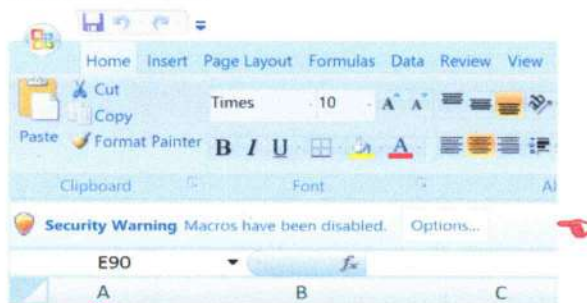 Home Insert Page Layout Formulas Data Review View
Cut
Copy
Format Painter
Paste
Times 10 A A
B I U A
Clipboard Font
Security Warning Macros have been disabled. Options...
E90 fx
A B C